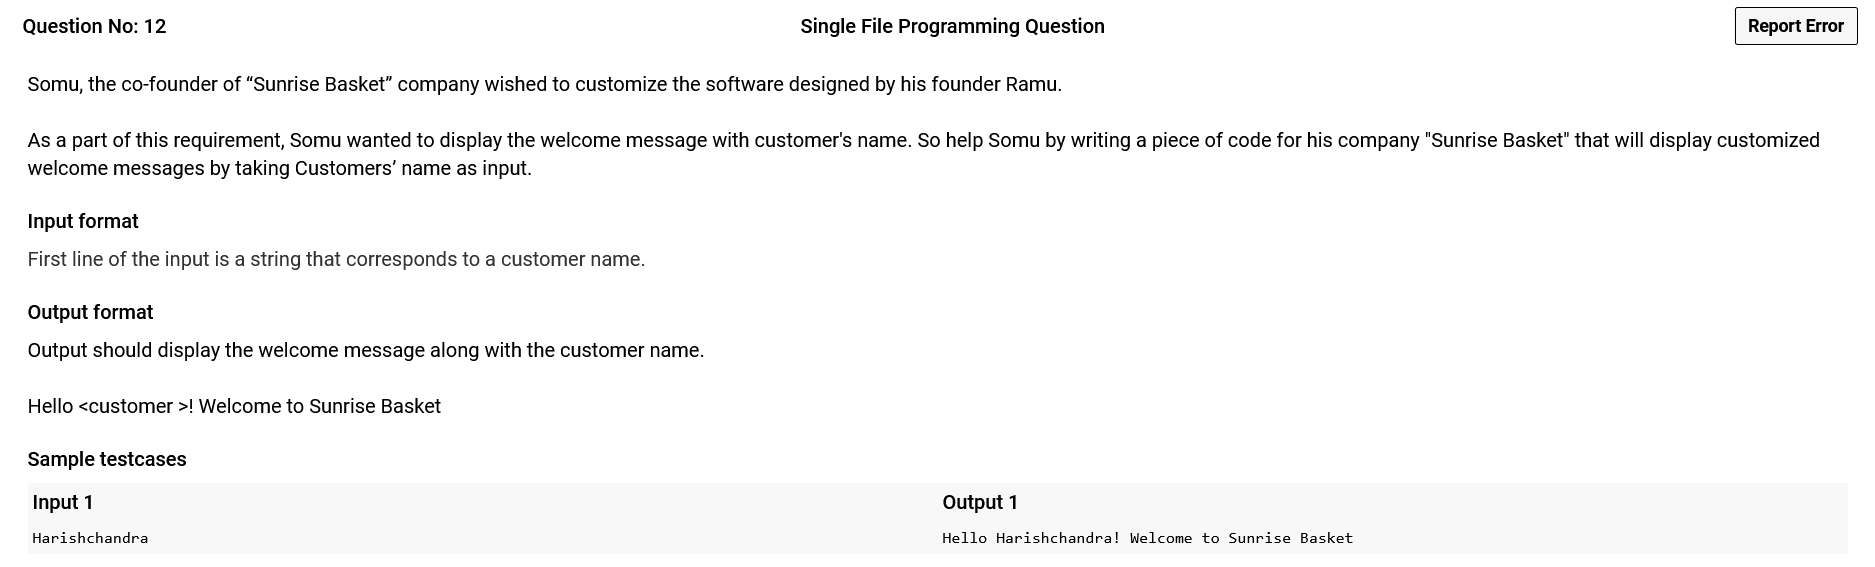 Question No: 12
Single File Programming Question
Report Error
Somu, the co-founder of “Sunrise Basket” company wished to customize the software designed by his founder Ramu.
As a part of this requirement, Somu wanted to display the welcome message with customer's name. So help Somu by writing a piece of code for his company "Sunrise Basket" that will display customized
welcome messages by taking Customers’ name as input.
Input format
First line of the input is a string that corresponds to a customer name.
Output format
Output should display the welcome message along with the customer name.
Hello <customer >! Welcome to Sunrise Basket
Sample testcases
Input 1
Output 1
Harishchandra
Hello Harishchandra! Welcome to Sunrise Basket